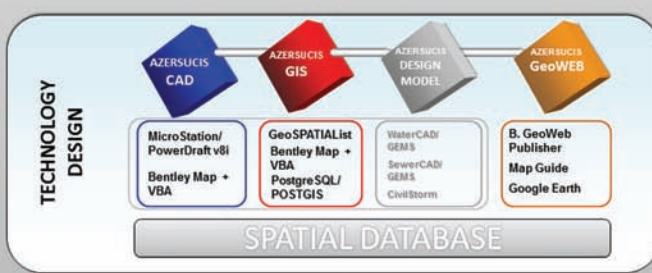 TECHNOLOGY
DESIGN
AZERSUCIS
CAD
AZERSUCIS
GIS
AZERSUCIS
DESIGN
MODEL
AZERSUCIS
GeoWEB
MicroStation/
PowerDraft v8i
Bentley Map +
VBA
GeoSPATIAList
Bentley Map +
VBA
PostgreSQL/
POSTGIS
WaterCAD/
GEMS
SewerCAD/
GEMS
CivilStorm
B. GeoWeb
Publisher
Map Guide
Google Earth
SPATIAL DATABASE